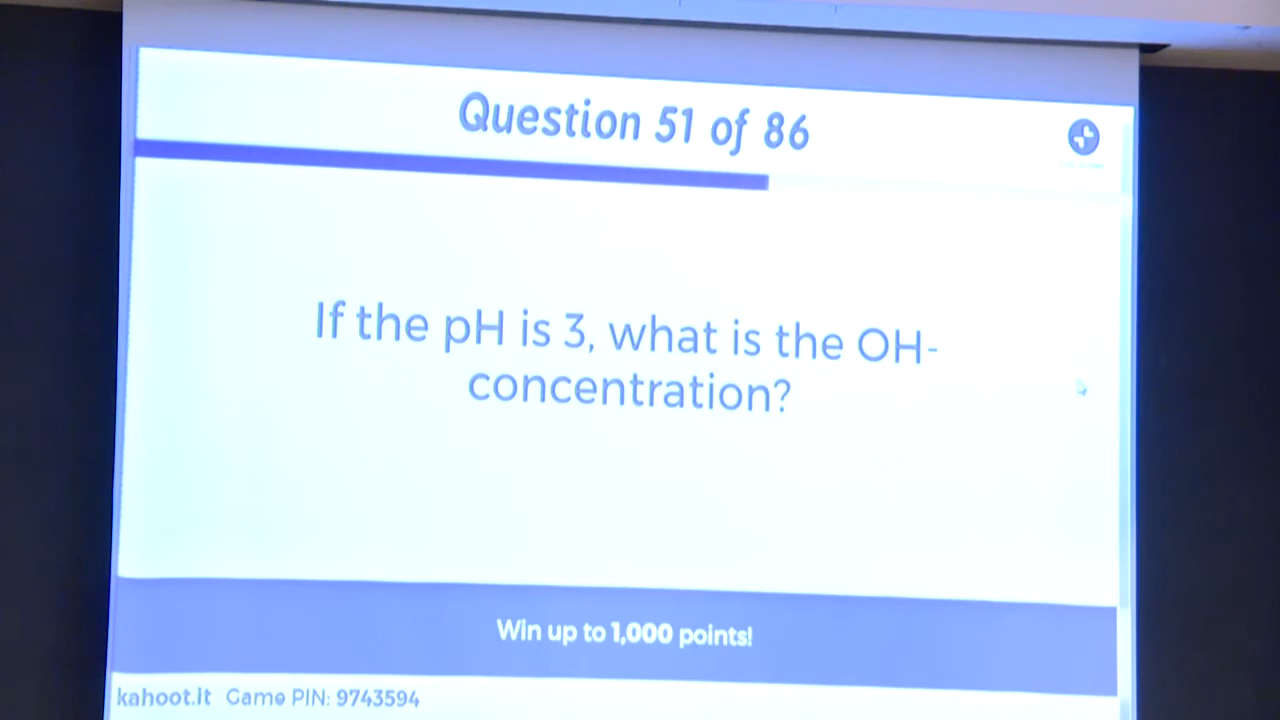 Question 51 of 86
If the pH is 3, what is the OH-
concentration?
Win up to 1,000 points!
kahoot.it Game PIN: 9743594